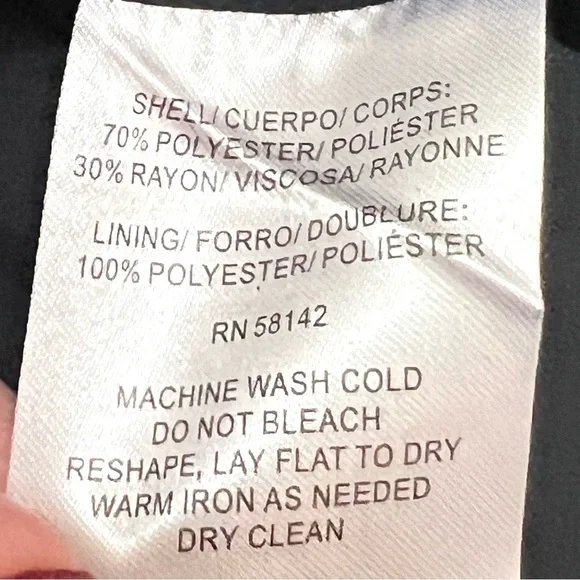 SHELL/ CUERPO/ CORPS:
70% POLYESTER/ POLIÉSTER
30% RAYON/ VISCOSA/ RAYONNE
LINING/ FORRO/ DOUBLURE:
100% POLYESTER/ POLIÉSTER
RN 58142
MACHINE WASH COLD
DO NOT BLEACH
RESHAPE, LAY FLAT TO DRY
WARM IRON AS NEEDED
DRY CLEAN